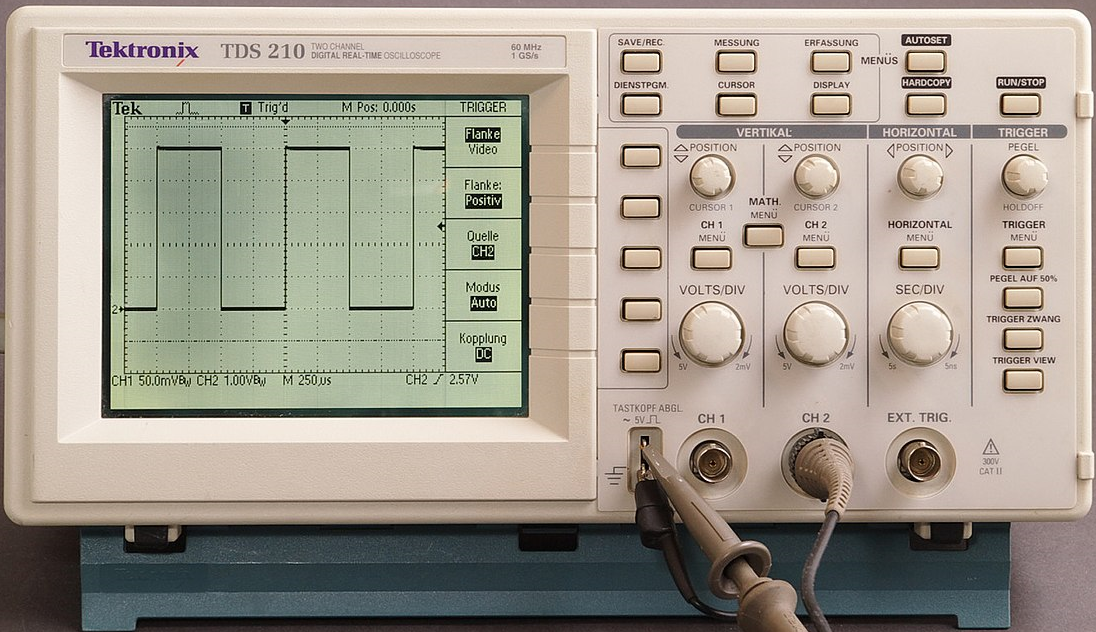 Tektronix TDS 210 TWO CHANNEL DIGITAL REAL-TIME OSCILLOSCOPE 60 MHz 1 GS/s
Tek T Trig'd M Pos: 0.000s TRIGGER
Flanke
Video
Flanke:
Positiv
Quelle
CH2
Modus
Auto
Kopplung
DC
2
CH1 50.0mVBW CH2 1.00VBW M 250µs CH2 2.57V
SAVE/REC. MESSUNG ERFASSUNG MENÜS AUTOSET
DIENSTPGM. CURSOR DISPLAY HARDCOPY RUN/STOP
VERTIKAL HORIZONTAL TRIGGER
POSITION POSITION POSITION PEGEL
CURSOR 1 CURSOR 2 HOLDOFF
MATH.
MENÜ
CH 1 CH 2 HORIZONTAL TRIGGER
MENÜ MENÜ MENÜ MENÜ
PEGEL AUF 50%
VOLTS/DIV VOLTS/DIV SEC/DIV
TRIGGER ZWANG
TRIGGER VIEW
5V 2mV 5V 2mV 5s 5ns
TASTKOPF ABGL.
~ 5V
CH 1 CH 2 EXT. TRIG.
300V
CAT II